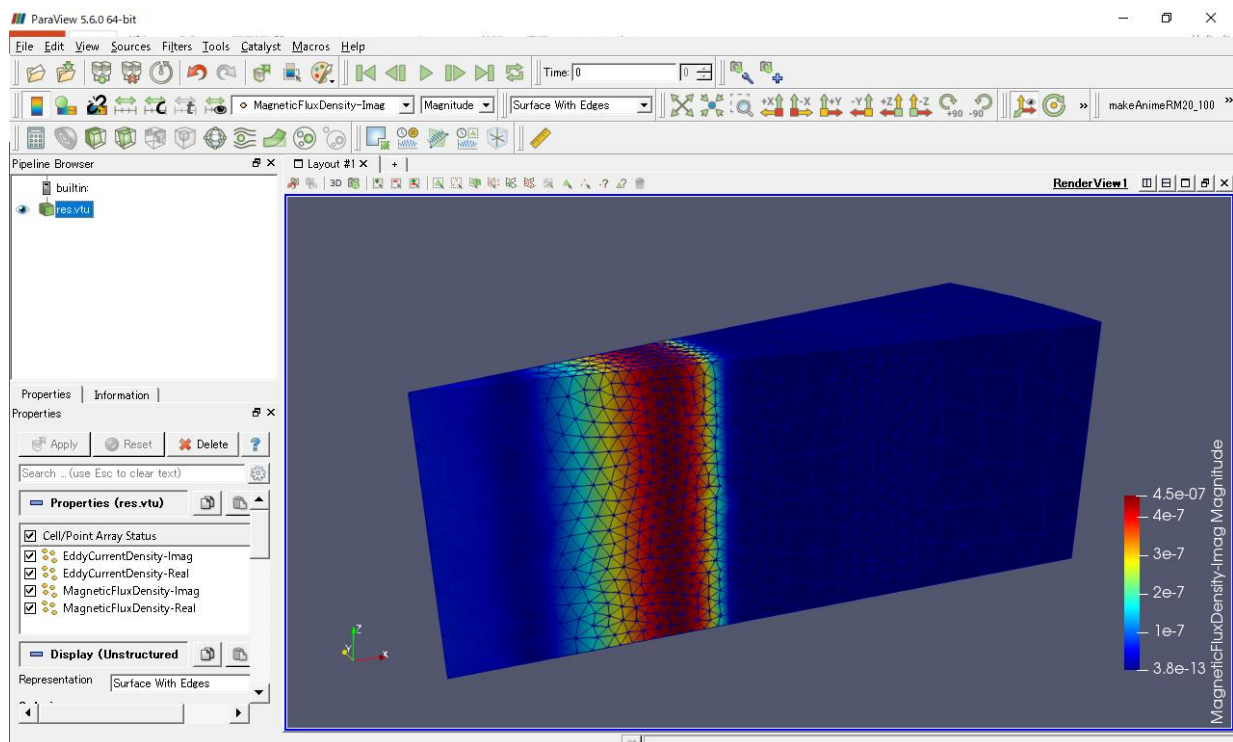 ParaView 5.6.0 64-bit
File Edit View Sources Filters Tools Catalyst Macros Help
Time: 0 0
MagneticFluxDensity-Imag Magnitude Surface With Edges +X -X +Y -Y +Z -Z +90 -90 » makeAnimeRM20_100 »
Pipeline Browser
Layout #1 × +
3D
RenderView1
builtin:
res.vtu
Properties Information
Properties
Apply Reset Delete ?
Search ... (use Esc to clear text)
Properties (res.vtu)
Cell/Point Array Status
EddyCurrentDensity-Imag
EddyCurrentDensity-Real
MagneticFluxDensity-Imag
MagneticFluxDensity-Real
Display (Unstructured
Representation Surface With Edges
Z
Y
X
4.5e-07
4e-7
3e-7
2e-7
1e-7
3.8e-13
MagneticFluxDensity-Imag Magnitude